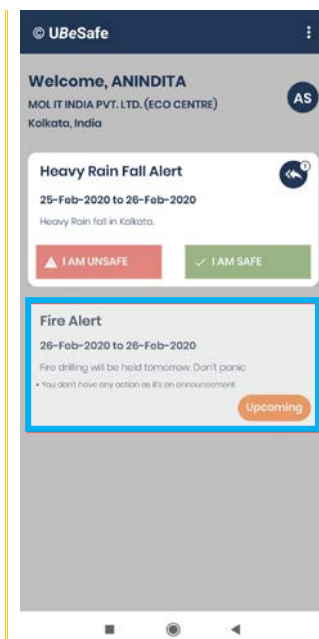 © UBeSafe
Welcome, ANINDITA
MOL IT INDIA PVT. LTD. (ECO CENTRE)
Kolkata, India
AS
Heavy Rain Fall Alert
1
25-Feb-2020 to 26-Feb-2020
Heavy Rain fall in Kolkata.
I AM UNSAFE
I AM SAFE
Fire Alert
26-Feb-2020 to 26-Feb-2020
Fire drilling will be held tomorrow. Don't panic
• You don't have any action as it's an announcement
Upcoming